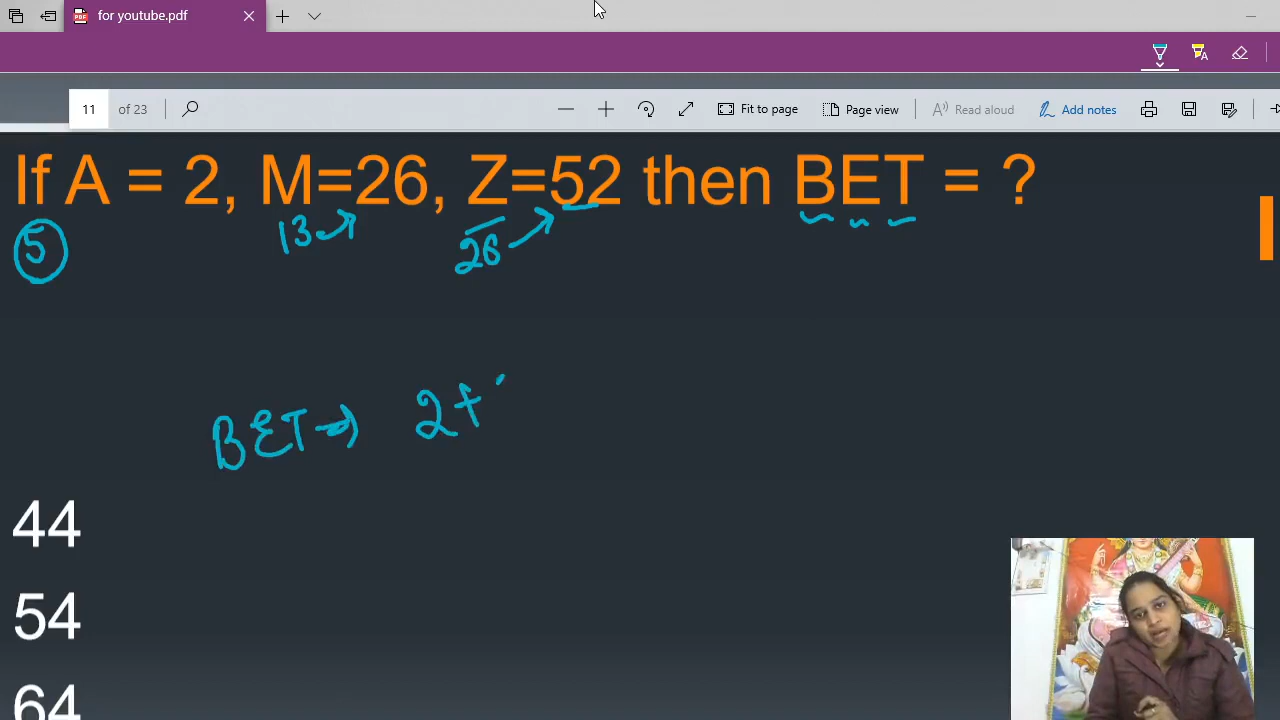 for youtube.pdf
11 of 23
Fit to page
Page view
Read aloud
Add notes
If A = 2, M=26, Z=52 then BET = ?
5
13
26
BET→ 2+
44
54
64